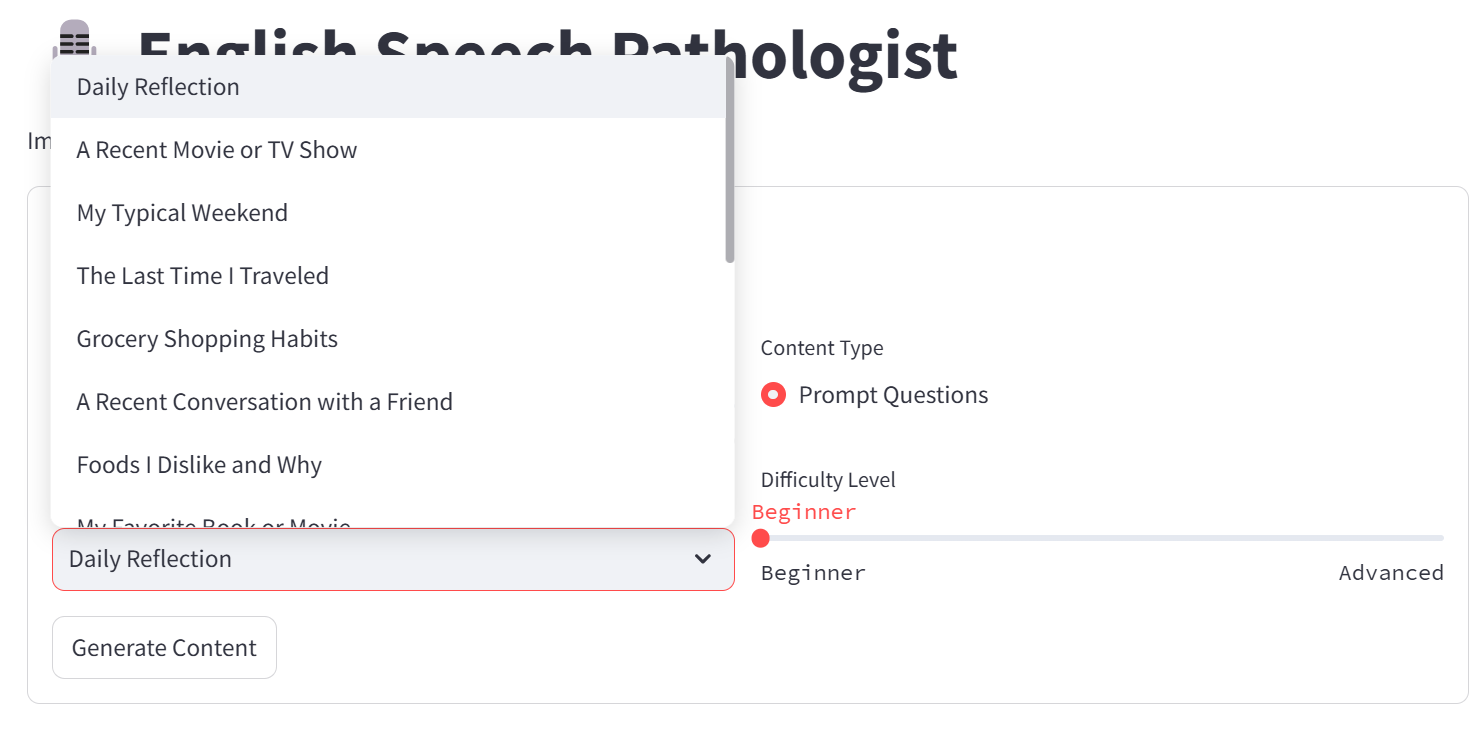 English Speech Pathologist
Im
Daily Reflection
A Recent Movie or TV Show
My Typical Weekend
The Last Time I Traveled
Grocery Shopping Habits
A Recent Conversation with a Friend
Foods I Dislike and Why
My Favorite Book or Movie
Daily Reflection
Content Type
Prompt Questions
Difficulty Level
Beginner
Beginner
Advanced
Generate Content